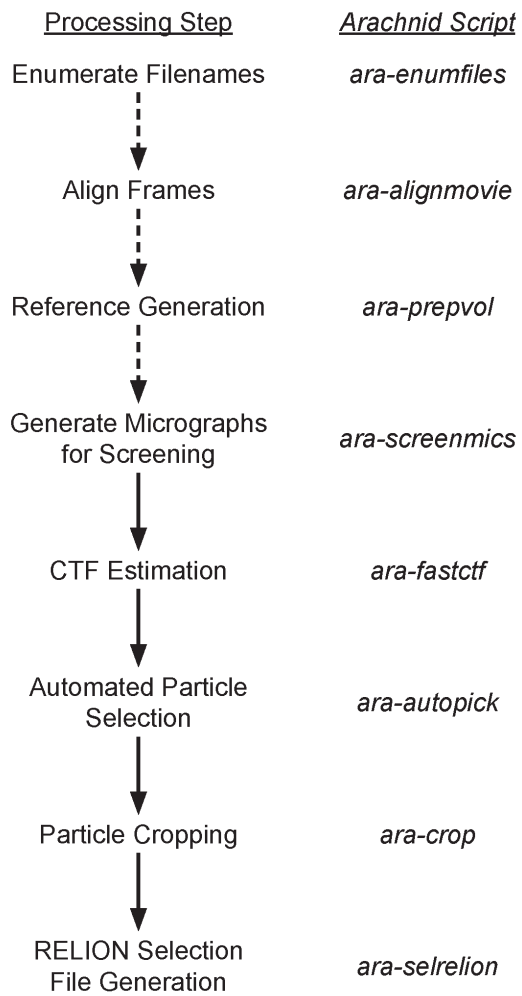 Processing Step Arachnid Script
Enumerate Filenames ara-enumfiles
Align Frames ara-alignmovie
Reference Generation ara-prepvol
Generate Micrographs
for Screening ara-screenmics
CTF Estimation ara-fastctf
Automated Particle
Selection ara-autopick
Particle Cropping ara-crop
RELION Selection
File Generation ara-selrelion